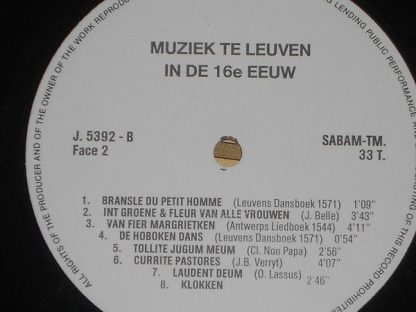 MUZIEK TE LEUVEN
IN DE 16e EEUW
J. 5392 - B
Face 2
SABAM-TM.
33 T.
1. BRANSLE DU PETIT HOMME (Leuvens Dansboek 1571) 1'09"
2. INT GROENE & FLEUR VAN ALLE VROUWEN (J. Belle) 3'43"
3. VAN FIER MARGRIETKEN (Antwerps Liedboek 1544) 4'11"
4. DE HOBOKEN DANS (Leuvens Dansboek 1571) 0'54"
5. TOLLITE JUGUM MEUM (Cl. Non Papa) 2'56"
6. CURRITE PASTORES (J.B. Verryt) 4'07"
7. LAUDENT DEUM (O. Lassus) 2'46"
8. KLOKKEN
ALL RIGHTS OF THE PRODUCER AND OF THE OWNER OF THE WORK REPRODUCED
LENDING PUBLIC PERFORMANCE
OF THIS RECORD PROHIBITED